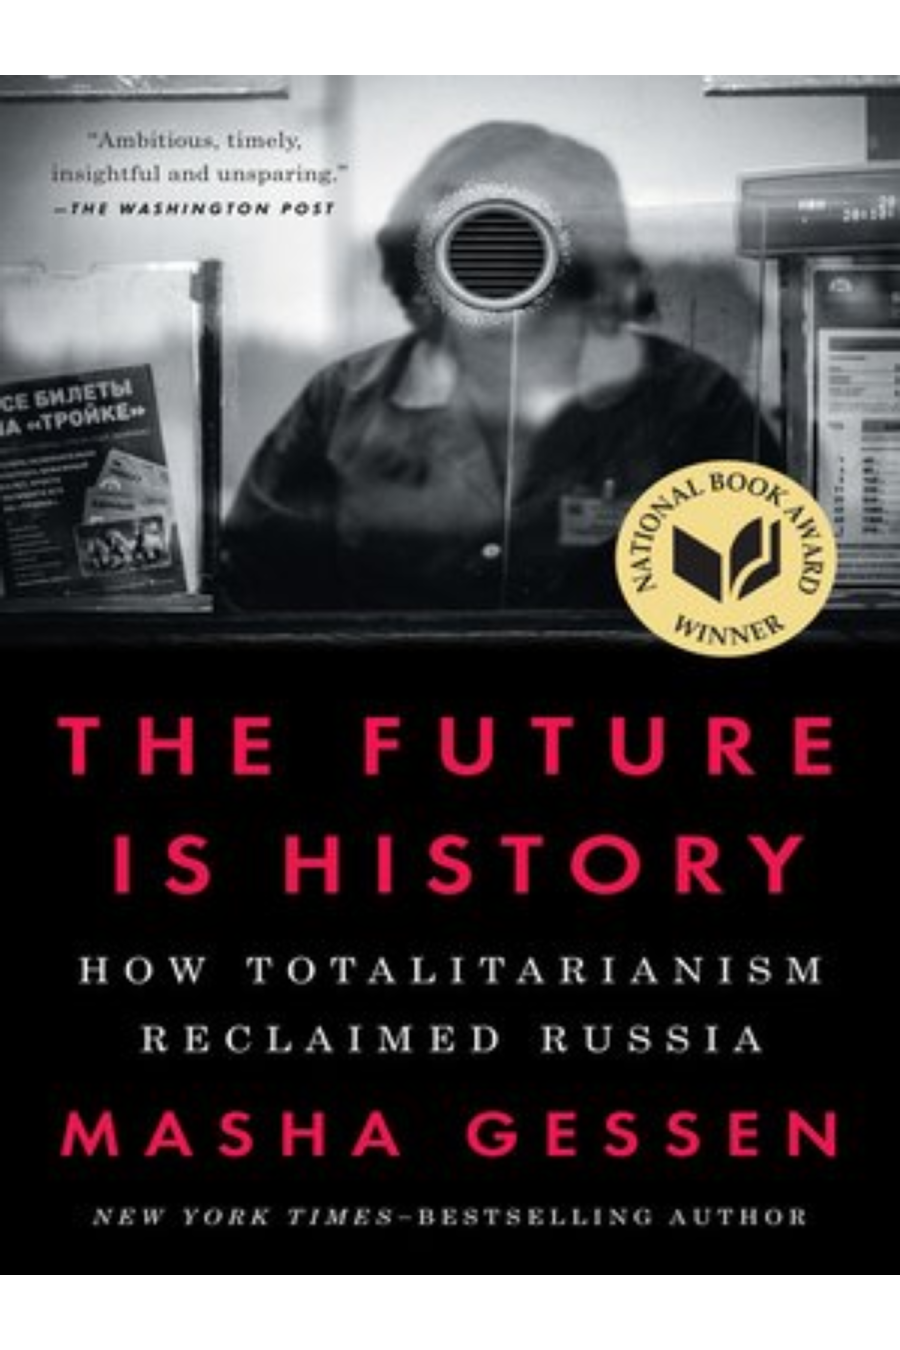 “Ambitious, timely,
insightful and unsparing.”
—THE WASHINGTON POST
СЕ БИЛЕТЫ
НА «ТРОЙКЕ»
NATIONAL BOOK AWARD
WINNER
THE FUTURE
IS HISTORY
HOW TOTALITARIANISM
RECLAIMED RUSSIA
MASHA GESSEN
NEW YORK TIMES–BESTSELLING AUTHOR